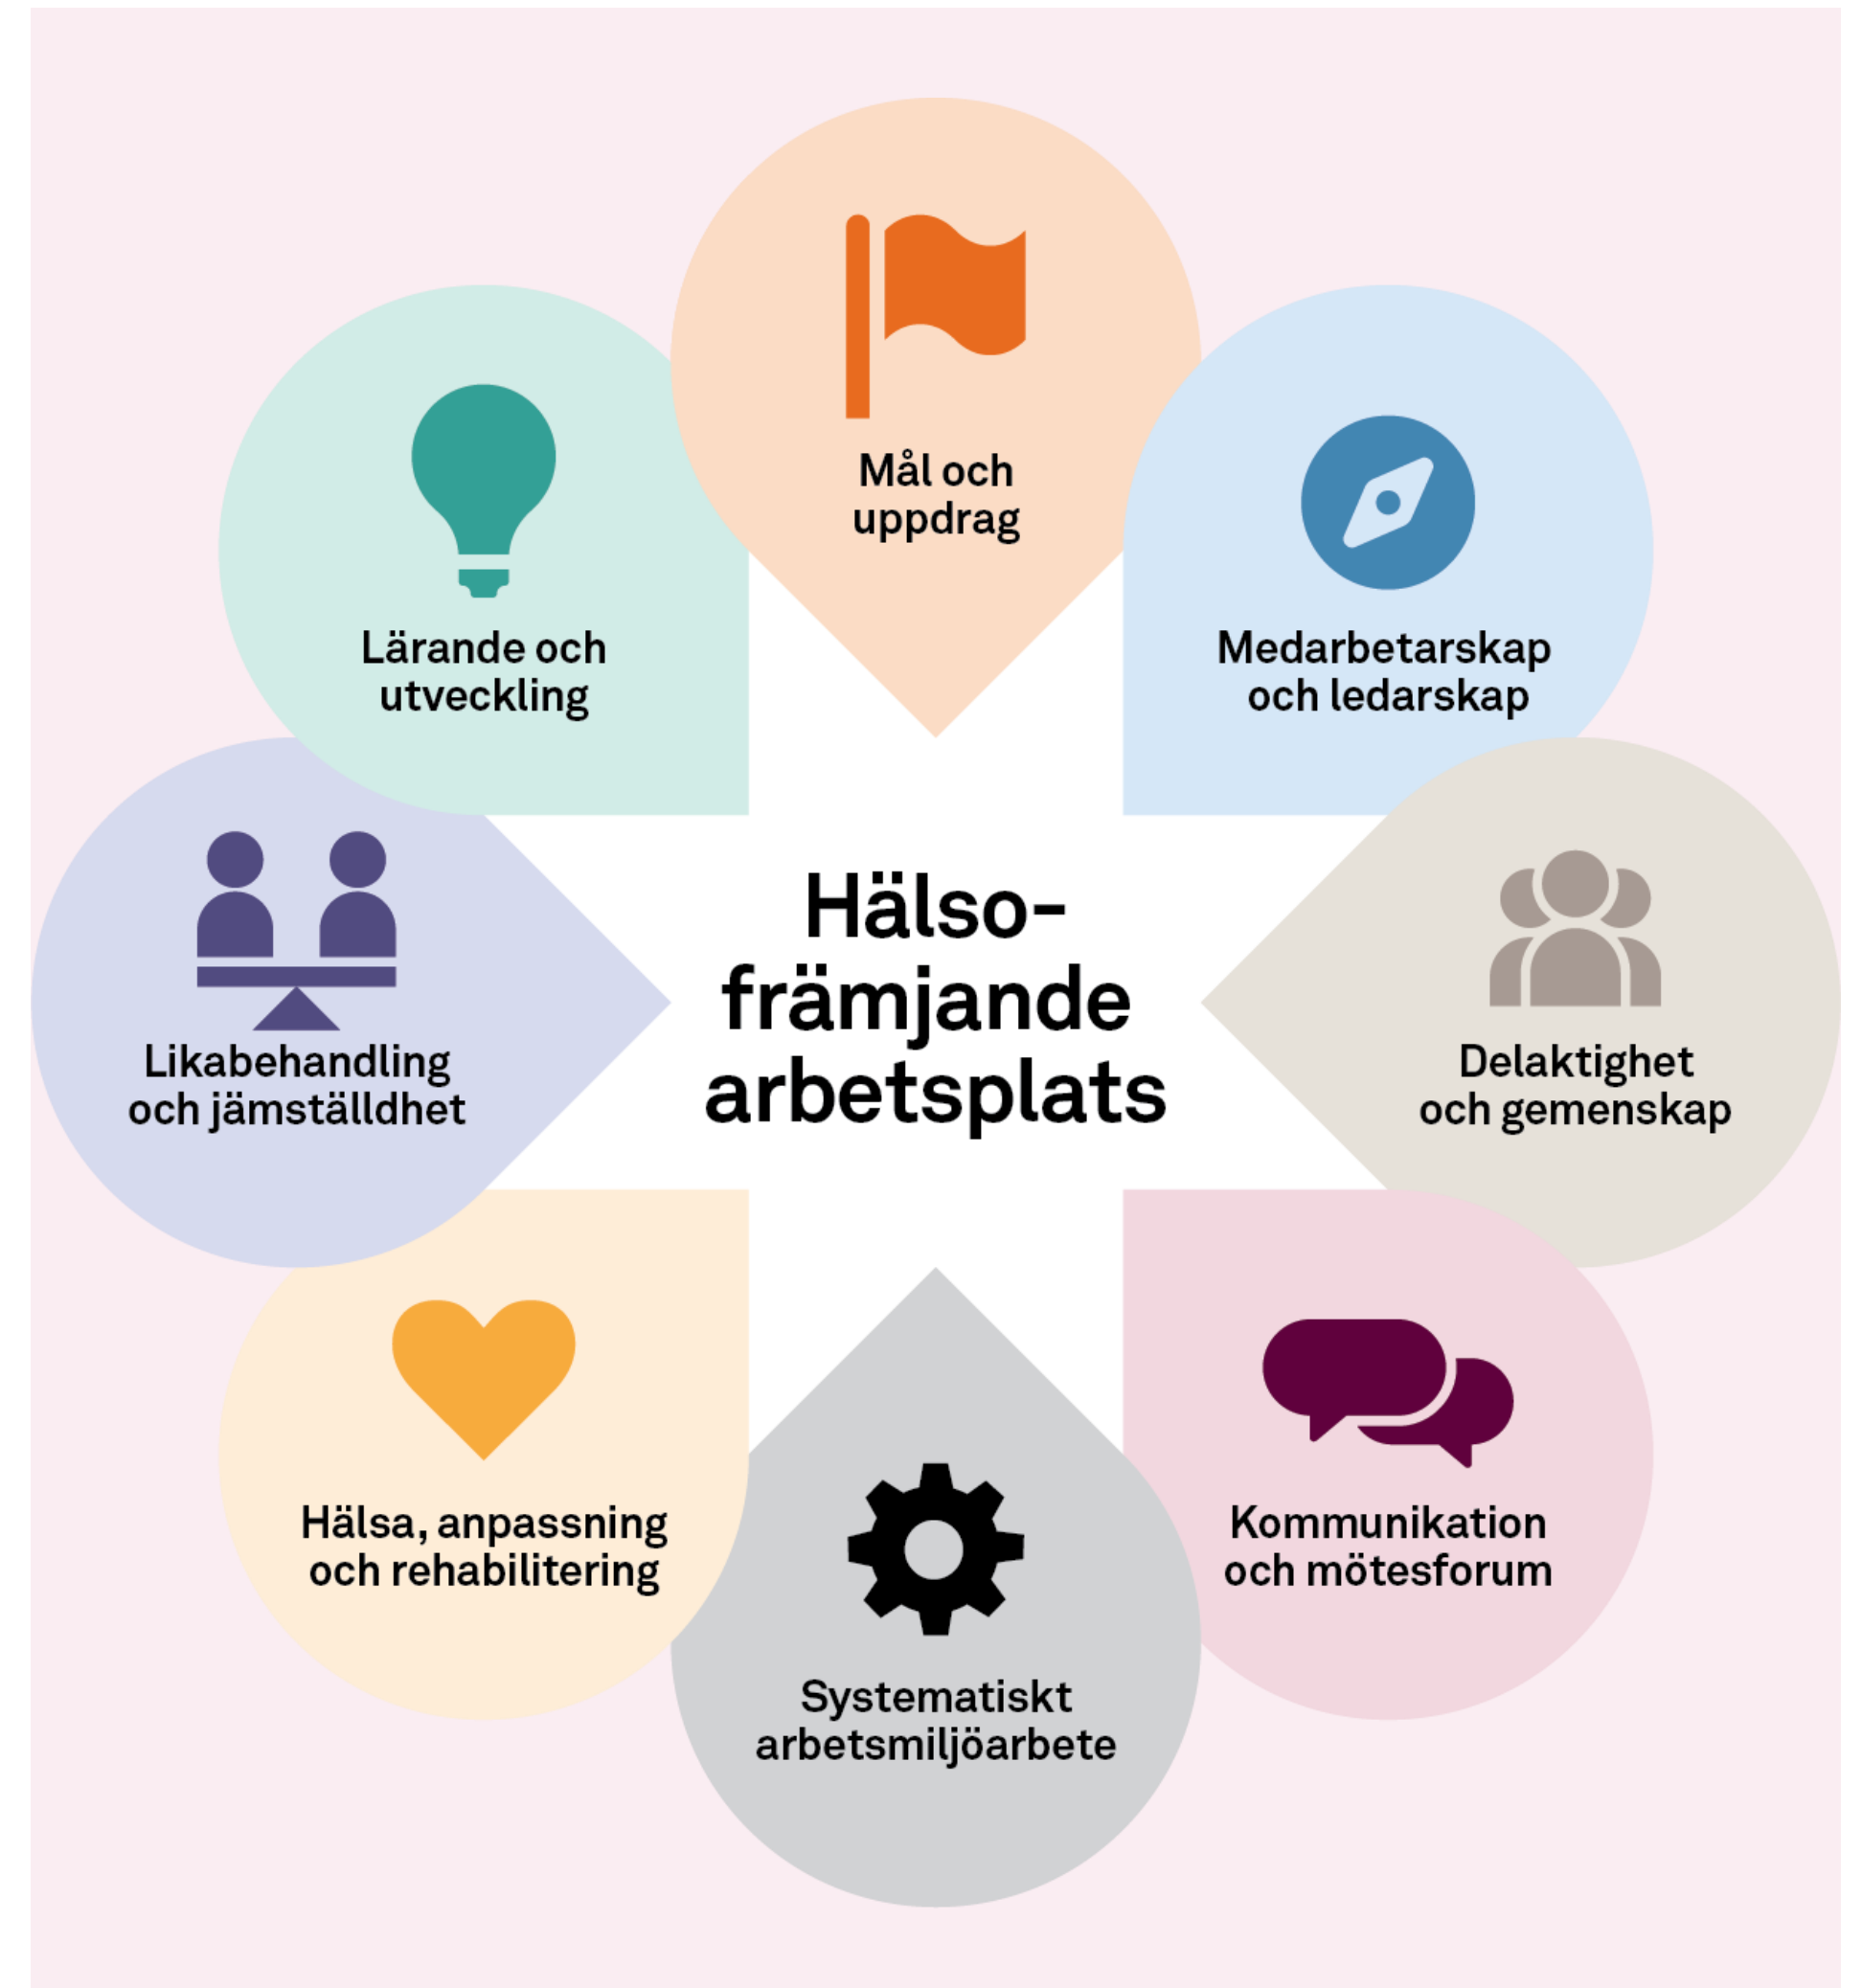 Mål och
uppdrag
Lärande och
utveckling
Medarbetarskap
och ledarskap
Hälso-
främjande
arbetsplats
Likabehandling
och jämställdhet
Delaktighet
och gemenskap
Hälsa, anpassning
och rehabilitering
Kommunikation
och mötesforum
Systematiskt
arbetsmiljöarbete